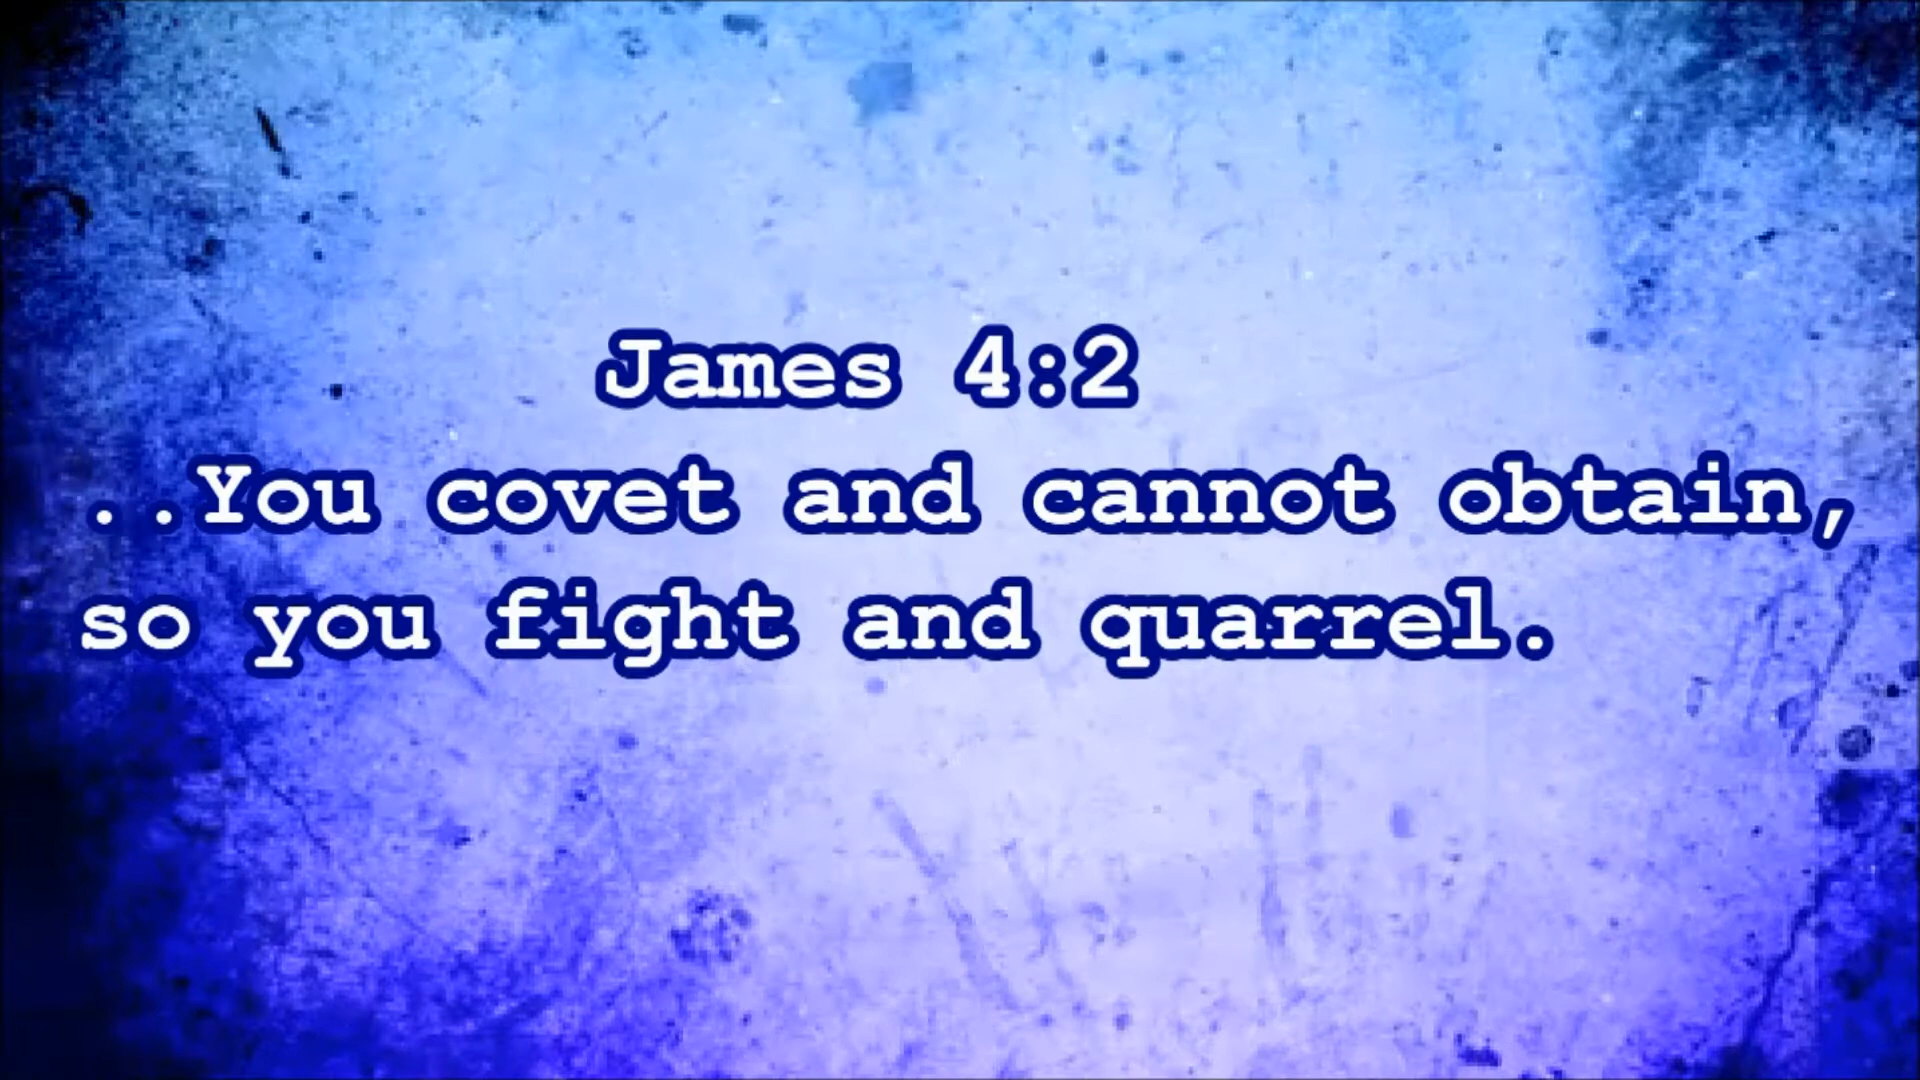 James 4:2
..You covet and cannot obtain,
so you fight and quarrel.